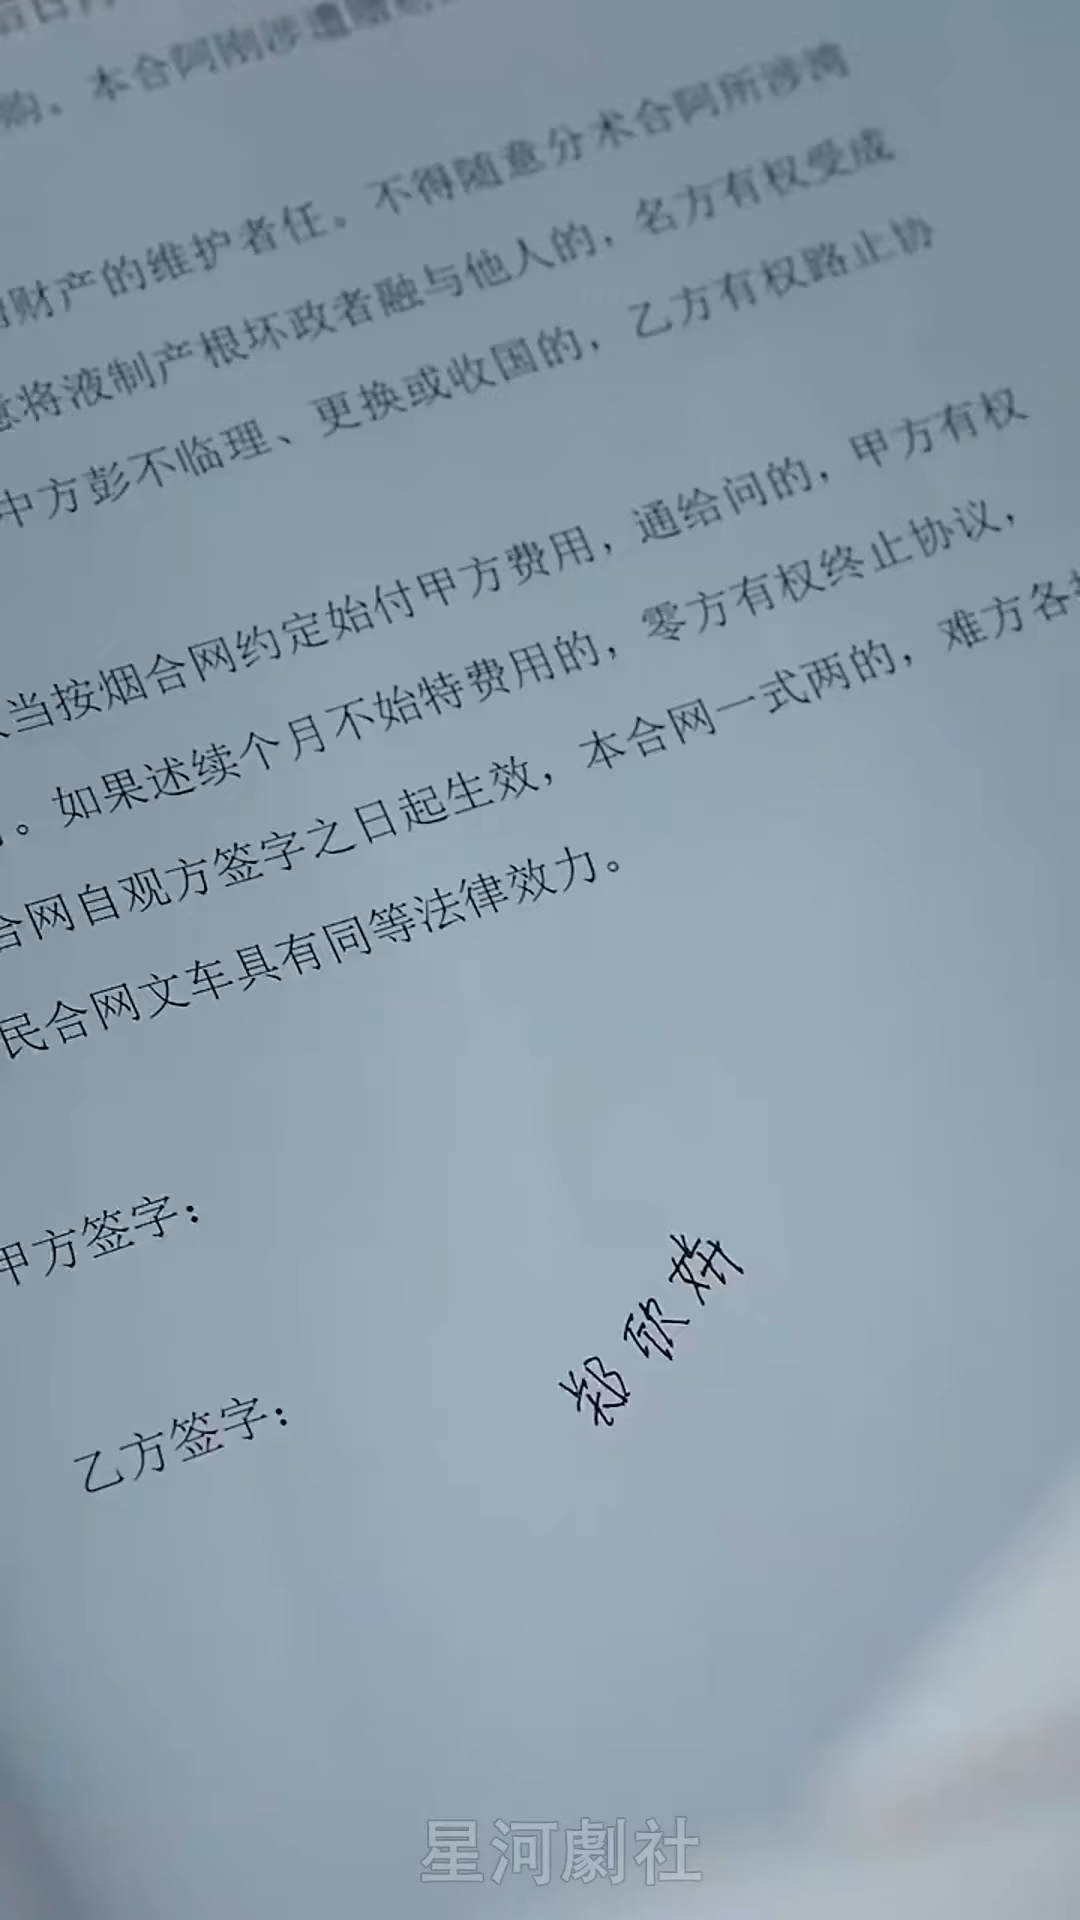 购。本合阿刚涉遗赠
财产的维护者任。不得随意分术合阿所涉湾
意将液制产根坏政者融与他人的，名方有权受成
中方彭不临理、更换或收国的，乙方有权路止协
当按烟合网约定始付甲方费用，通给问的，甲方有权
。如果述续个月不始特费用的，零方有权终止协议，
合网自观方签字之日起生效，本合网一式两的，难方各
民合网文车具有同等法律效力。
甲方签字：
郑欣
乙方签字：
星河劇社